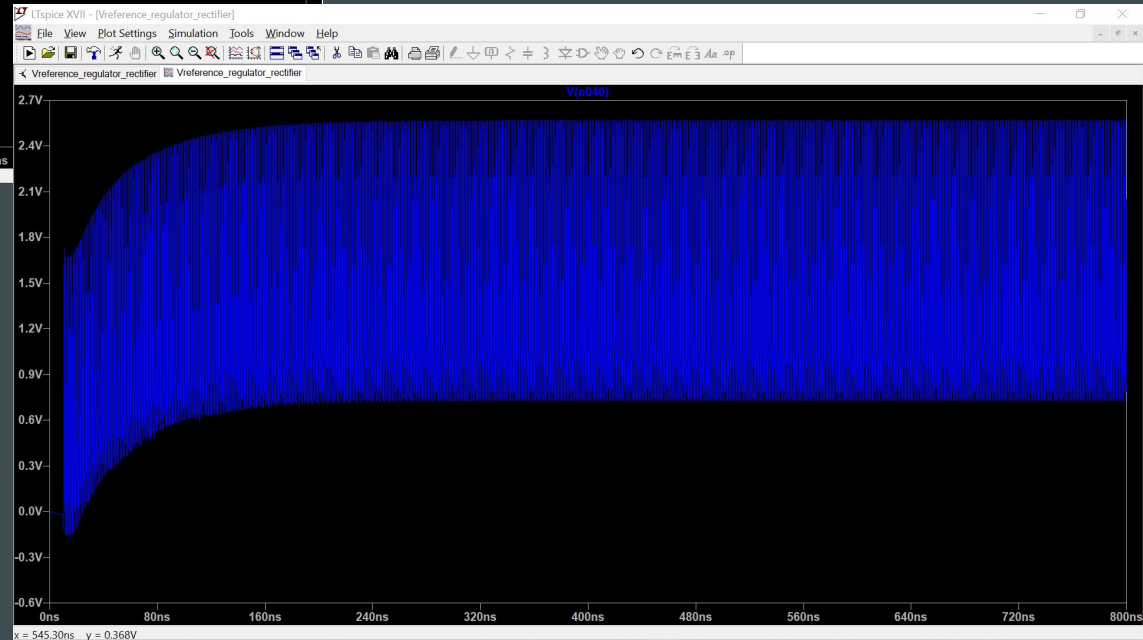 LTspice XVII - [Vreference_regulator_rectifier]
File View Plot Settings Simulation Tools Window Help
Vreference_regulator_rectifier Vreference_regulator_rectifier
V(n040)
2.7V
2.4V
2.1V
1.8V
1.5V
1.2V
0.9V
0.6V
0.3V
0.0V
-0.3V
-0.6V
0ns 80ns 160ns 240ns 320ns 400ns 480ns 560ns 640ns 720ns 800ns
x = 545.30ns y = 0.368V